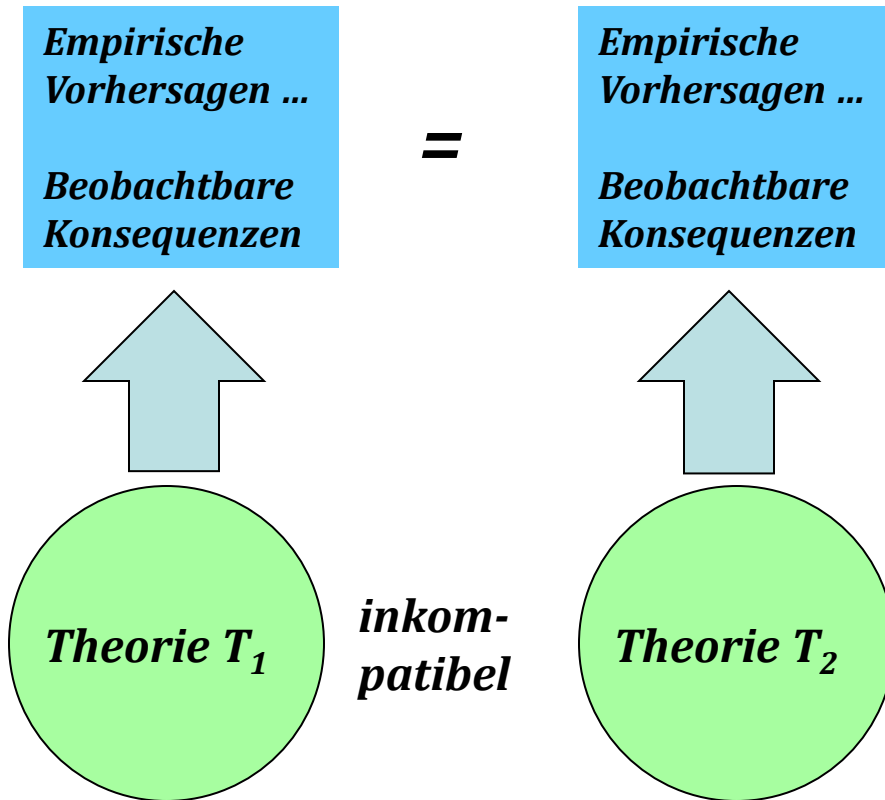 Empirische
Vorhersagen ...
Beobachtbare
Konsequenzen
=
Empirische
Vorhersagen ...
Beobachtbare
Konsequenzen
Theorie T₁
inkom-
patibel
Theorie T₂